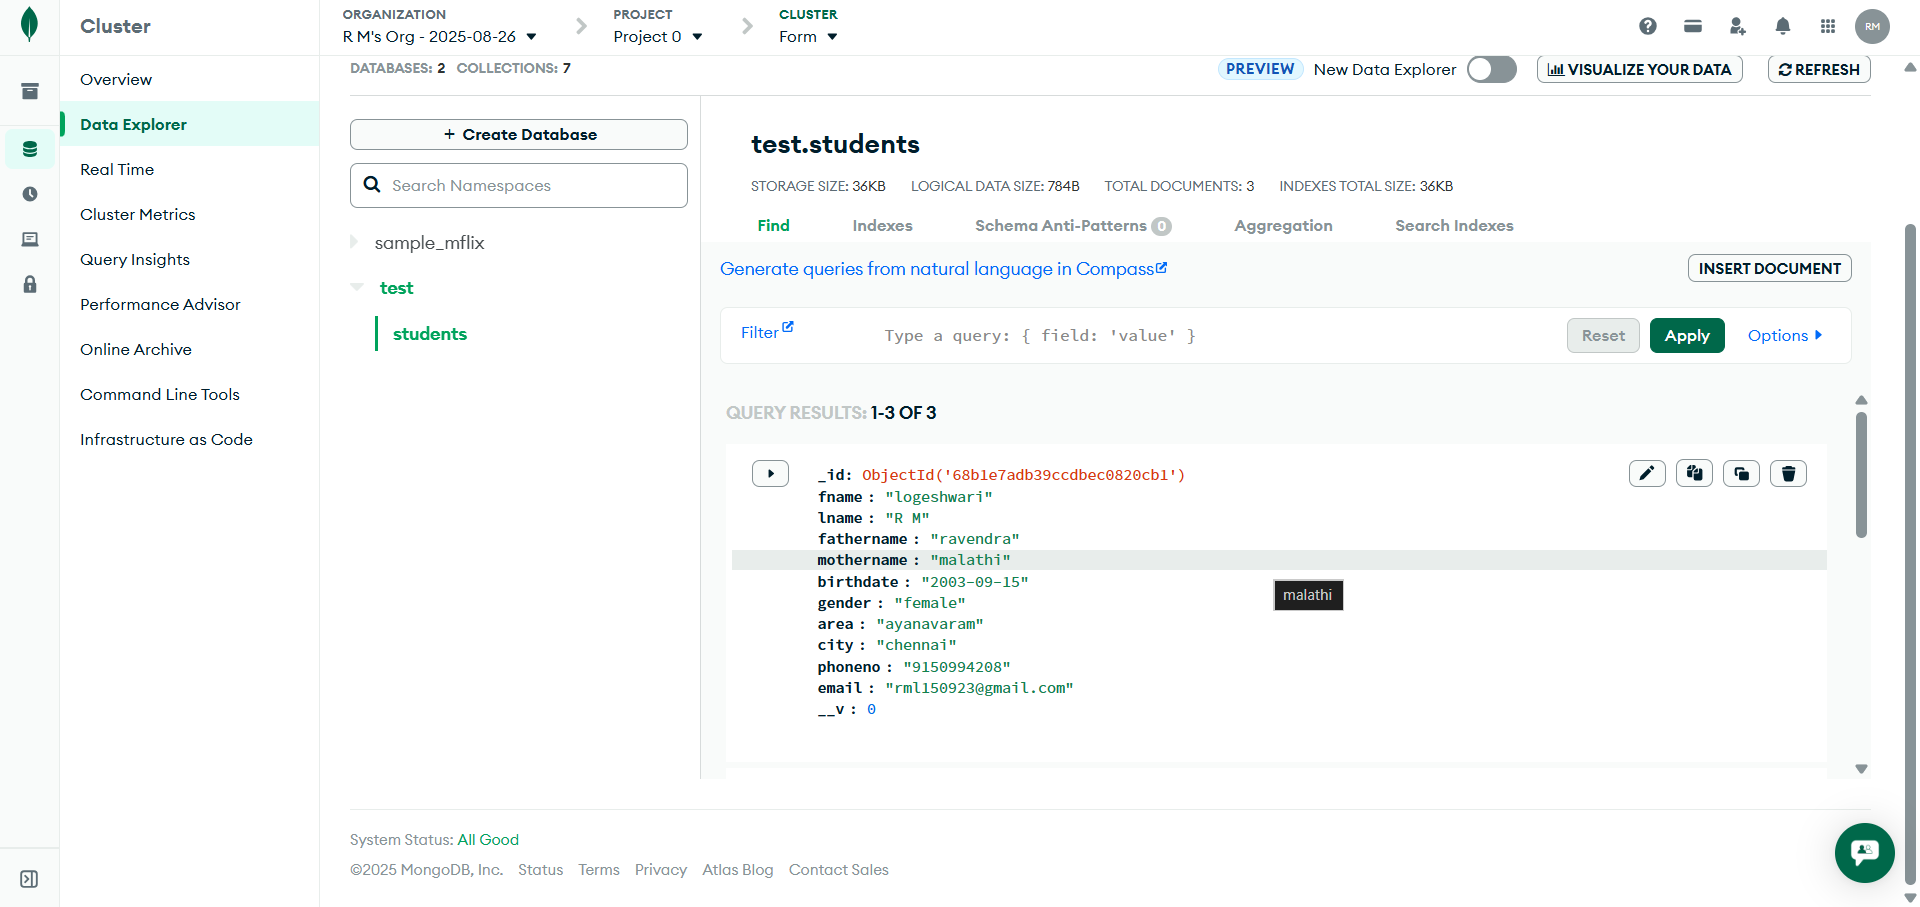 Cluster
ORGANIZATION
R M's Org - 2025-08-26
PROJECT
Project 0
CLUSTER
Form
RM
Overview
Data Explorer
Real Time
Cluster Metrics
Query Insights
Performance Advisor
Online Archive
Command Line Tools
Infrastructure as Code
DATABASES: 2 COLLECTIONS: 7
PREVIEW New Data Explorer
VISUALIZE YOUR DATA
REFRESH
+ Create Database
Search Namespaces
sample_mflix
test
students
test.students
STORAGE SIZE: 36KB LOGICAL DATA SIZE: 784B TOTAL DOCUMENTS: 3 INDEXES TOTAL SIZE: 36KB
Find Indexes Schema Anti-Patterns 0 Aggregation Search Indexes
Generate queries from natural language in Compass
INSERT DOCUMENT
Filter
Type a query: { field: 'value' }
Reset Apply Options
QUERY RESULTS: 1-3 OF 3
_id: ObjectId('68b1e7adb39ccdbec0820cb1')
fname : "logeshwari"
lname : "R M"
fathername : "ravendra"
mothername : "malathi"
birthdate : "2003-09-15"
malathi
gender : "female"
area : "ayanavaram"
city : "chennai"
phoneno : "9150994208"
email : "rml150923@gmail.com"
__v : 0
System Status: All Good
©2025 MongoDB, Inc. Status Terms Privacy Atlas Blog Contact Sales